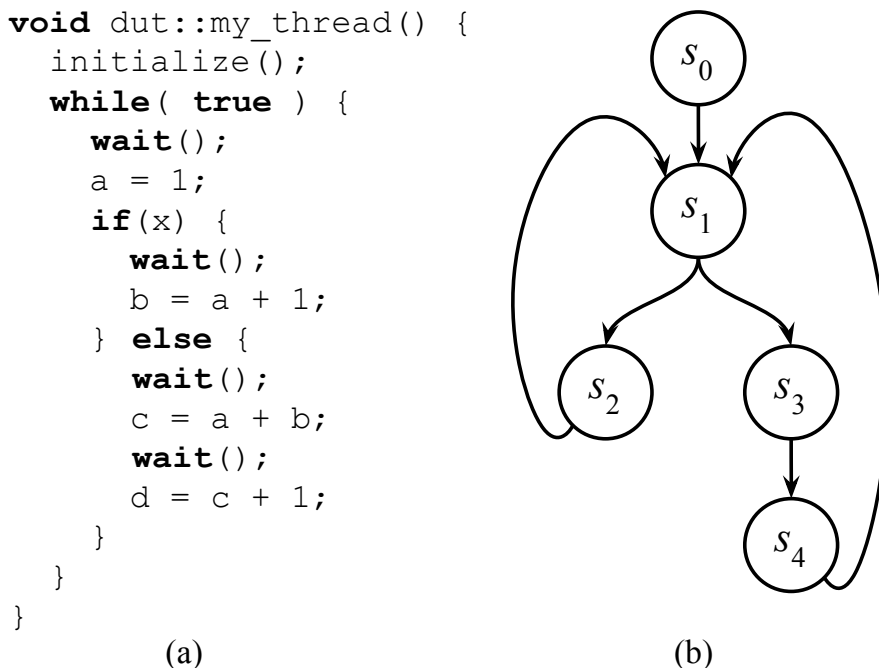 void dut::my_thread() {
initialize();
while( true ) {
wait();
a = 1;
if(x) {
wait();
b = a + 1;
} else {
wait();
c = a + b;
wait();
d = c + 1;
}
}
}
(a)
s0
s1
s2
s3
s4
(b)